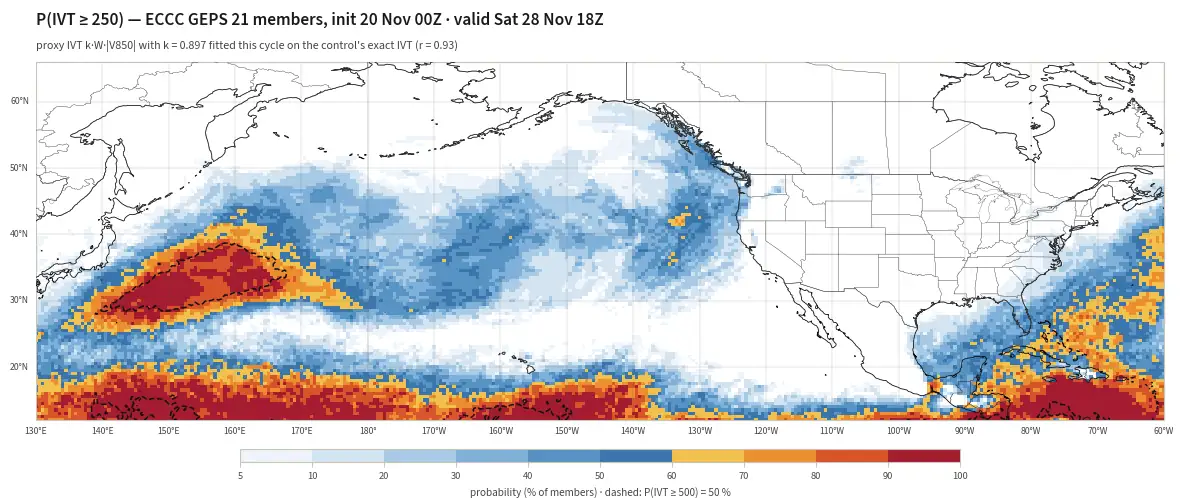 P(IVT ≥ 250) — ECCC GEPS 21 members, init 20 Nov 00Z · valid Sat 28 Nov 18Z
proxy IVT k·W·|V850| with k = 0.897 fitted this cycle on the control's exact IVT (r = 0.93)
60°N
50°N
40°N
30°N
20°N
130°E 140°E 150°E 160°E 170°E 180° 170°W 160°W 150°W 140°W 130°W 120°W 110°W 100°W 90°W 80°W 70°W 60°W
5 10 20 30 40 50 60 70 80 90 100
probability (% of members) · dashed: P(IVT ≥ 500) = 50 %